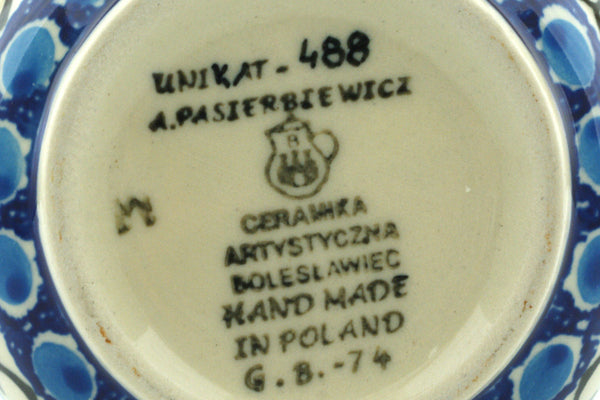 UNIKAT - 488
A. PASIERBIEWICZ
M
CERAMIKA
ARTYSTYCZNA
BOLESŁAWIEC
HAND MADE
IN POLAND
G.B.-74